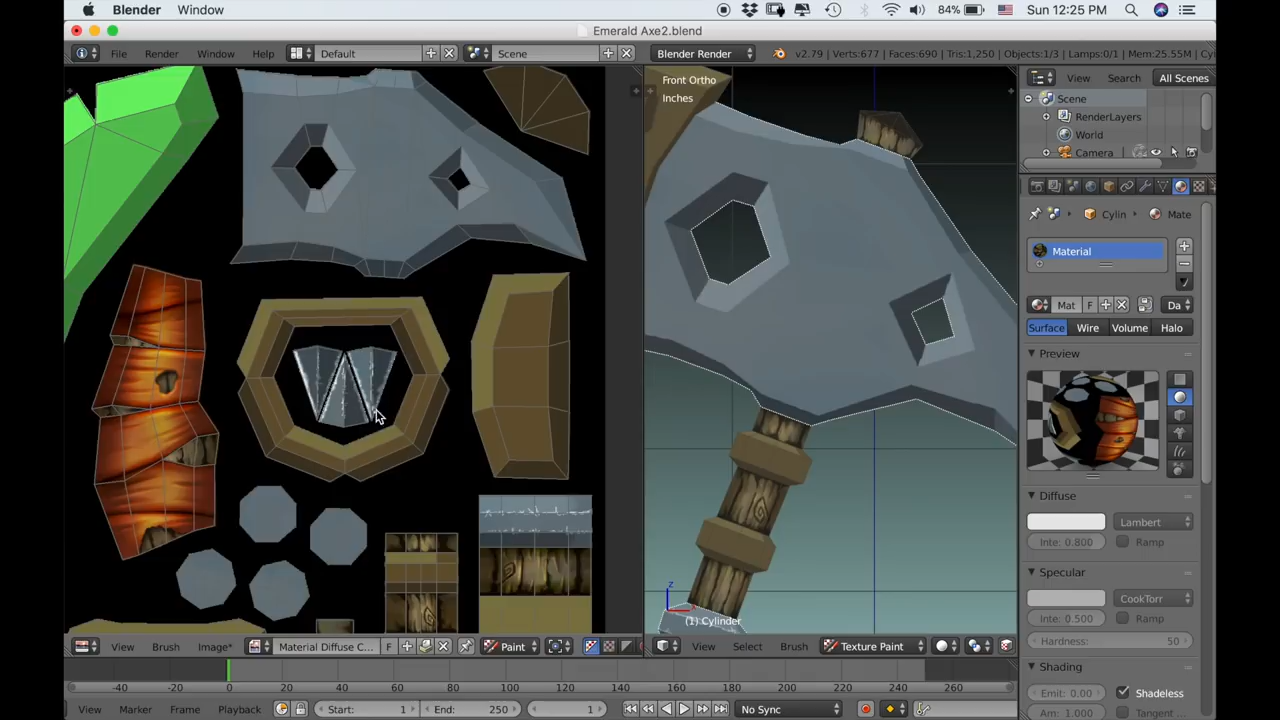 Blender Window 84% Sun 12:25 PM
Emerald Axe2.blend
File Render Window Help Default Scene Blender Render v2.79 | Verts:677 | Faces:690 | Tris:1,250 | Objects:1/3 | Lamps:0/1 | Mem:25.55M | Cy
Front Ortho
Inches
View Search All Scenes
Scene
RenderLayers
World
Camera
Cylin Mate
Material
Mat F Da
Surface Wire Volume Halo
Preview
Diffuse
Lambert
Inte: 0.800 Ramp
Specular
CookTorr
Inte: 0.500 Ramp
Hardness: 50
Shading
Emit: 0.00 Shadeless
Am: 1.000 Tangent
(1) Cylinder
View Brush Image* Material Diffuse C... F Paint
View Select Brush Texture Paint
-40 -20 0 20 40 60 80 100 120 140 160 180 200 220 240 260
View Marker Frame Playback Start: 1 End: 250 1 No Sync